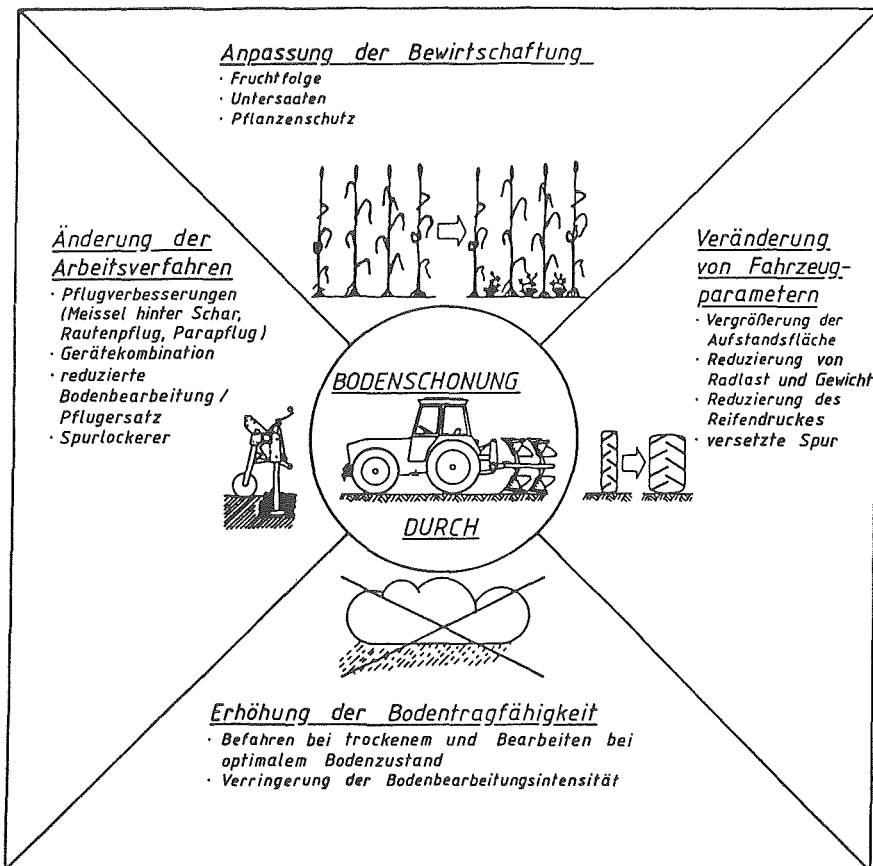 Anpassung der Bewirtschaftung
· Fruchtfolge
· Untersaaten
· Pflanzenschutz
Änderung der
Arbeitsverfahren
· Pflugverbesserungen
(Meissel hinter Schar,
Rautenpflug, Parapflug)
· Gerätekombination
· reduzierte
Bodenbearbeitung /
Pflugersatz
· Spurlockerer
Veränderung
von Fahrzeug-
parametern
· Vergrößerung der
Aufstandsfläche
· Reduzierung von
Radlast und Gewicht
· Reduzierung des
Reifendruckes
· versetzte Spur
BODENSCHONUNG
DURCH
Erhöhung der Bodentragfähigkeit
· Befahren bei trockenem und Bearbeiten bei
optimalem Bodenzustand
· Verringerung der Bodenbearbeitungsintensität